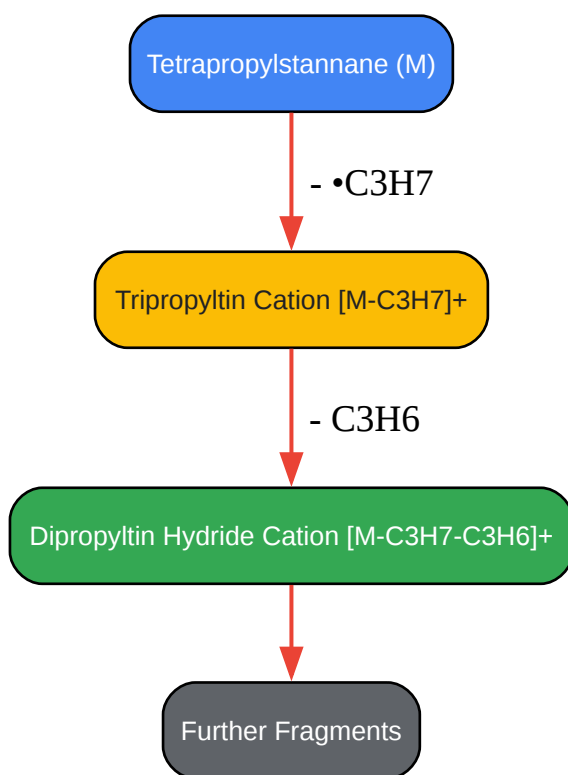 Tetrapropylstannane (M)
- •C3H7
Tripropyltin Cation [M-C3H7]+
- C3H6
Dipropyltin Hydride Cation [M-C3H7-C3H6]+
Further Fragments